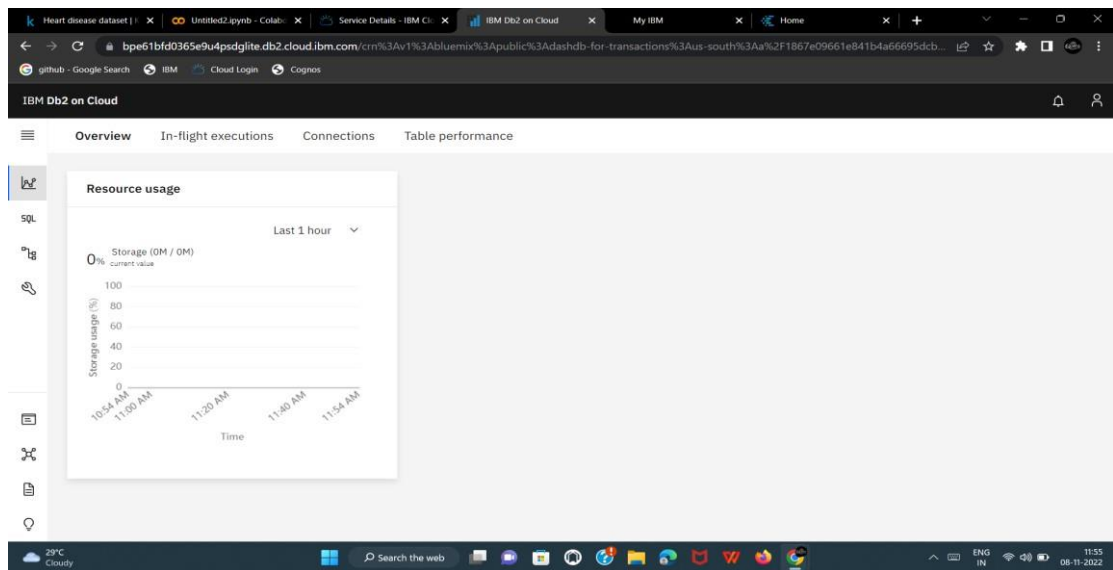 Heart disease dataset | K
Untitled2.ipynb - Colab
Service Details - IBM Cl
IBM Db2 on Cloud
My IBM
Home
bpe61bfd0365e9u4psdglite.db2.cloud.ibm.com/crn%3Av1%3Abluemix%3Apublic%3Adashdb-for-transactions%3Aus-south%3Aa%2F1867e09661e841b4a66695dcb...
github - Google Search
IBM
Cloud Login
Cognos
IBM Db2 on Cloud
Overview
In-flight executions
Connections
Table performance
Resource usage
SQL
Last 1 hour
0% Storage (0M / 0M)
current value
100
80
60
40
20
0
Storage usage (%)
10:54 AM
11:00 AM
11:20 AM
11:40 AM
11:54 AM
Time
29°C
Cloudy
Search the web
ENG
IN
11:55
08-11-2022